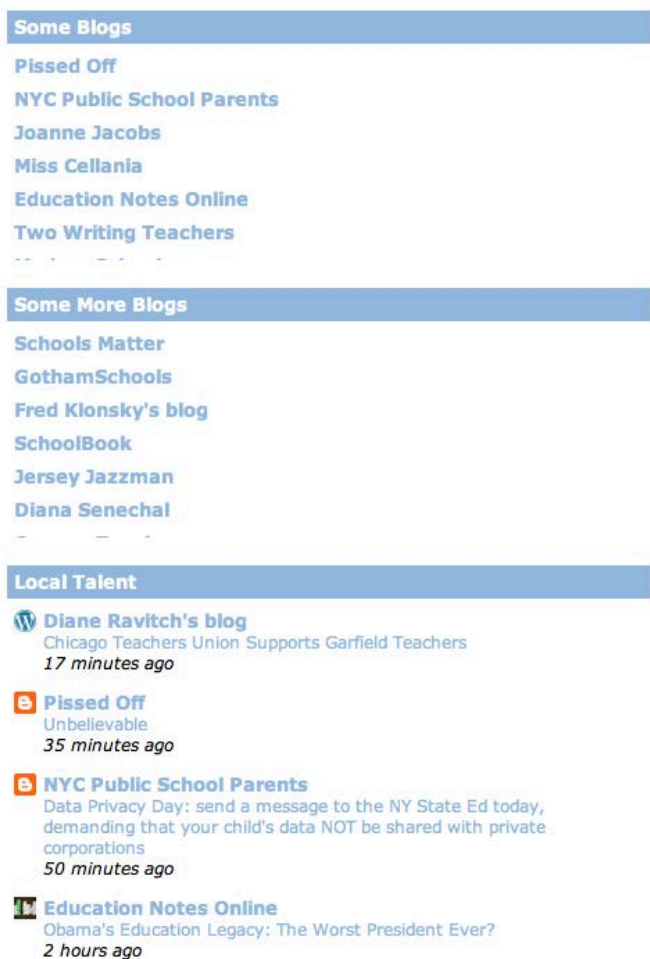 Some Blogs
Pissed Off
NYC Public School Parents
Joanne Jacobs
Miss Cellania
Education Notes Online
Two Writing Teachers
Some More Blogs
Schools Matter
GothamSchools
Fred Klonsky's blog
SchoolBook
Jersey Jazzman
Diana Senechal
Local Talent
Diane Ravitch's blog
Chicago Teachers Union Supports Garfield Teachers
17 minutes ago
Pissed Off
Unbelievable
35 minutes ago
NYC Public School Parents
Data Privacy Day: send a message to the NY State Ed today,
demanding that your child's data NOT be shared with private
corporations
50 minutes ago
Education Notes Online
Obama's Education Legacy: The Worst President Ever?
2 hours ago